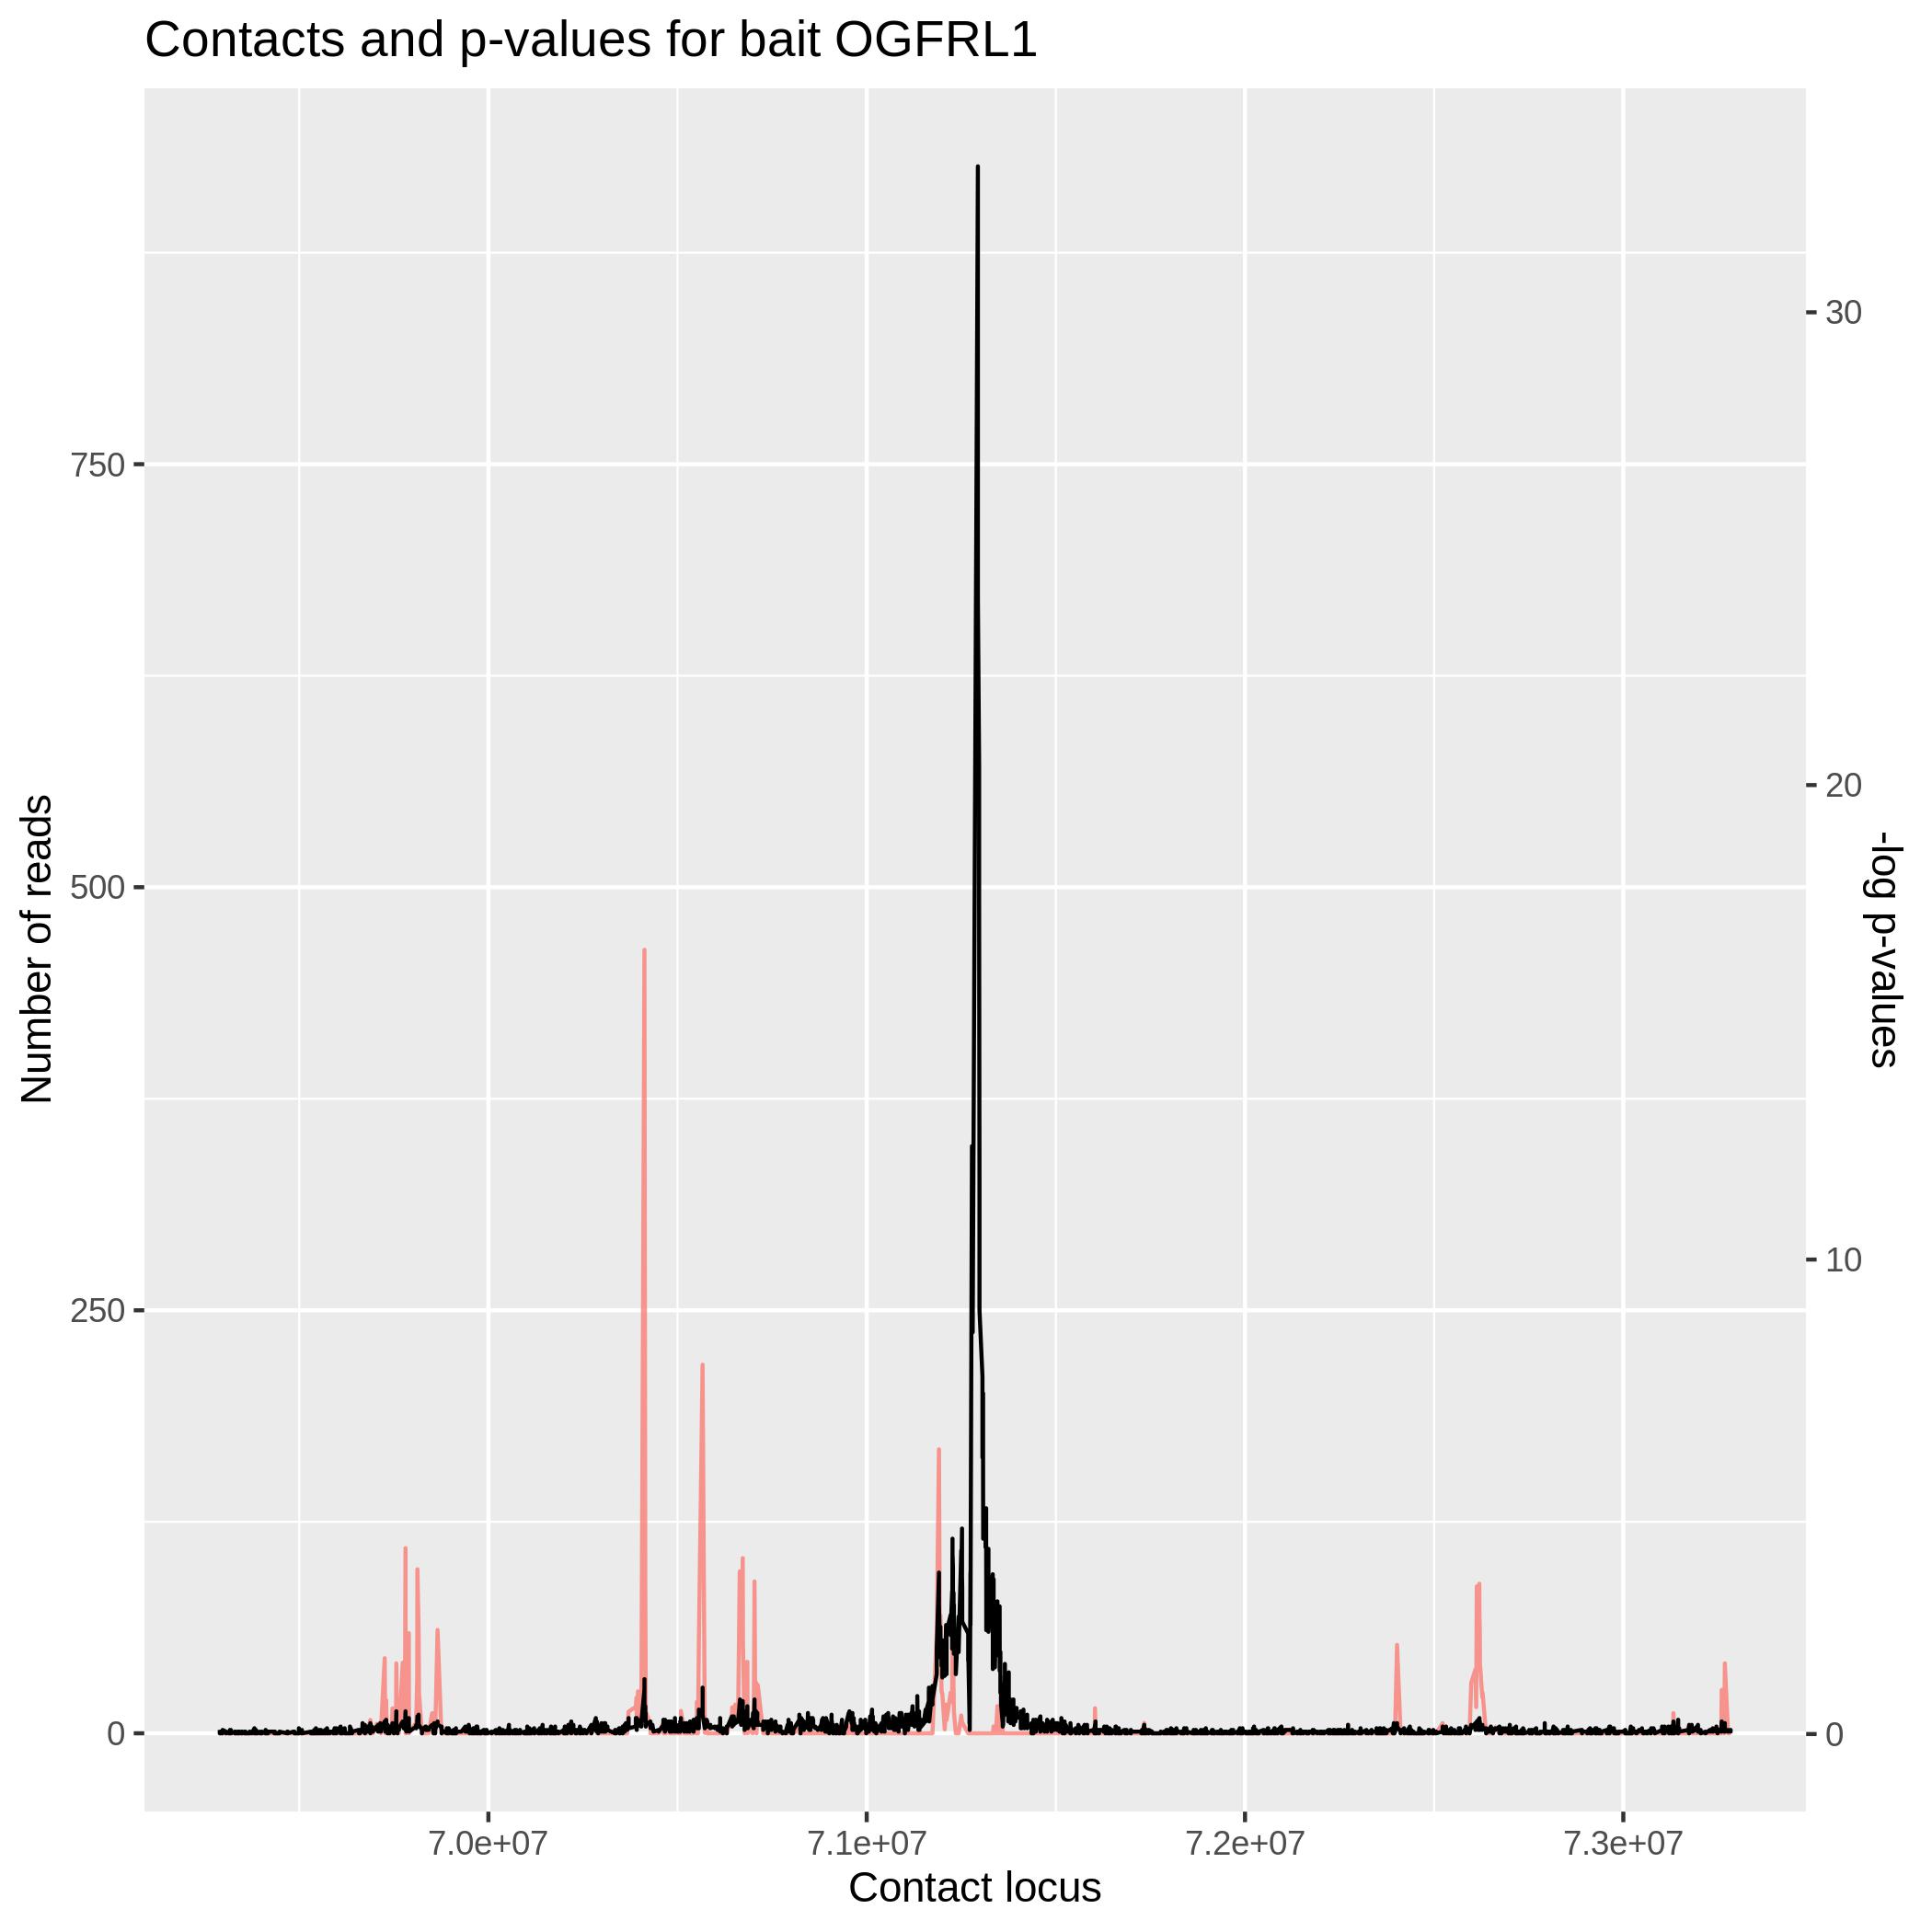 Contacts and p-values for bait OGFRL1
Number of reads
750
500
250
0
30
20
10
0
-log p-values
7.0e+07
7.1e+07
7.2e+07
7.3e+07
Contact locus